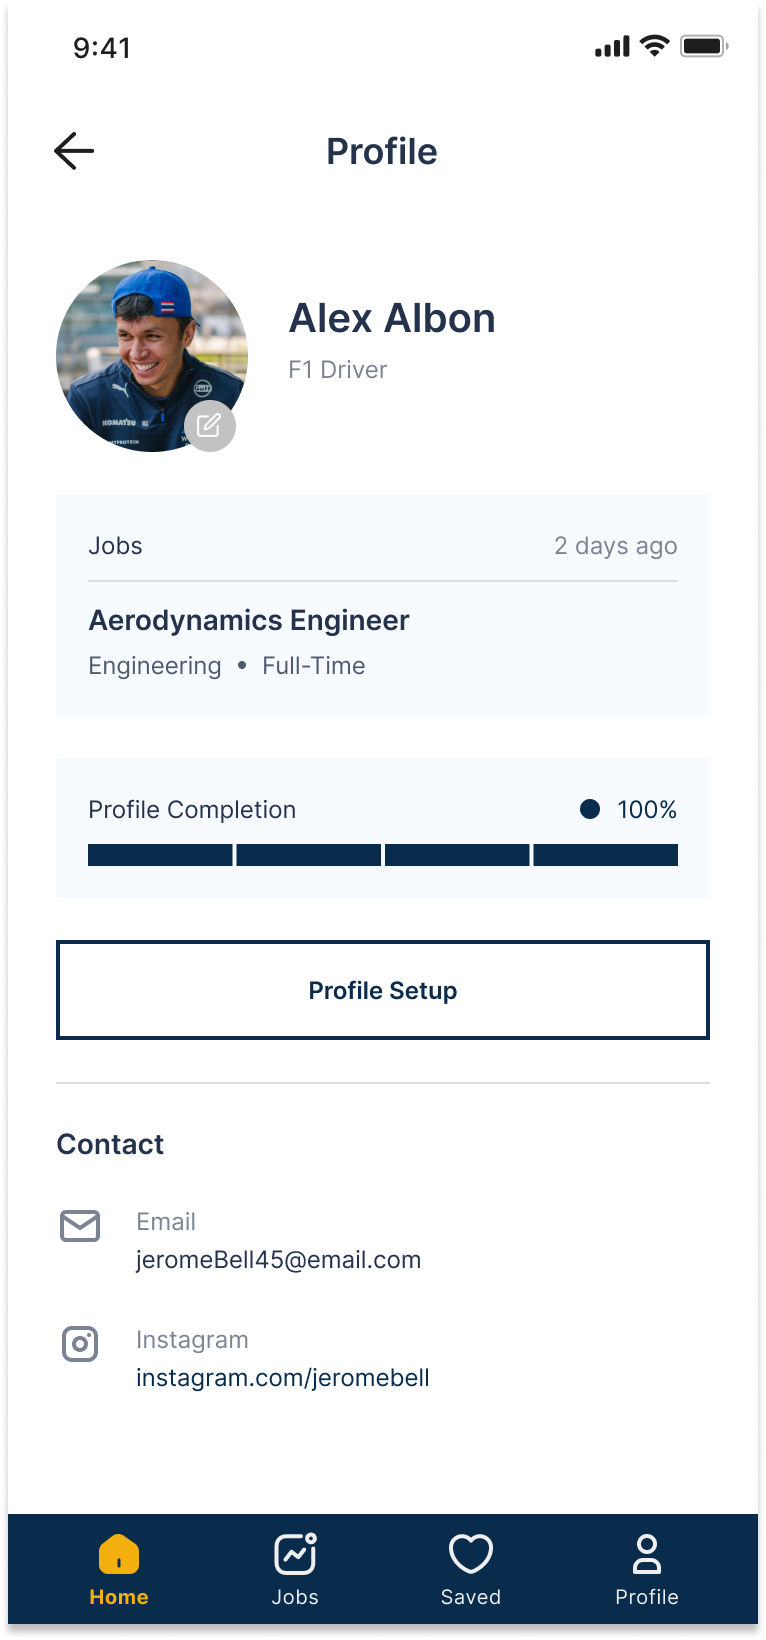 9:41
Profile
KOMATSU
Alex Albon
F1 Driver
Jobs
2 days ago
Aerodynamics Engineer
Engineering • Full-Time
Profile Completion
100%
Profile Setup
Contact
Email
jeromeBell45@email.com
Instagram
instagram.com/jeromebell
Home
Jobs
Saved
Profile